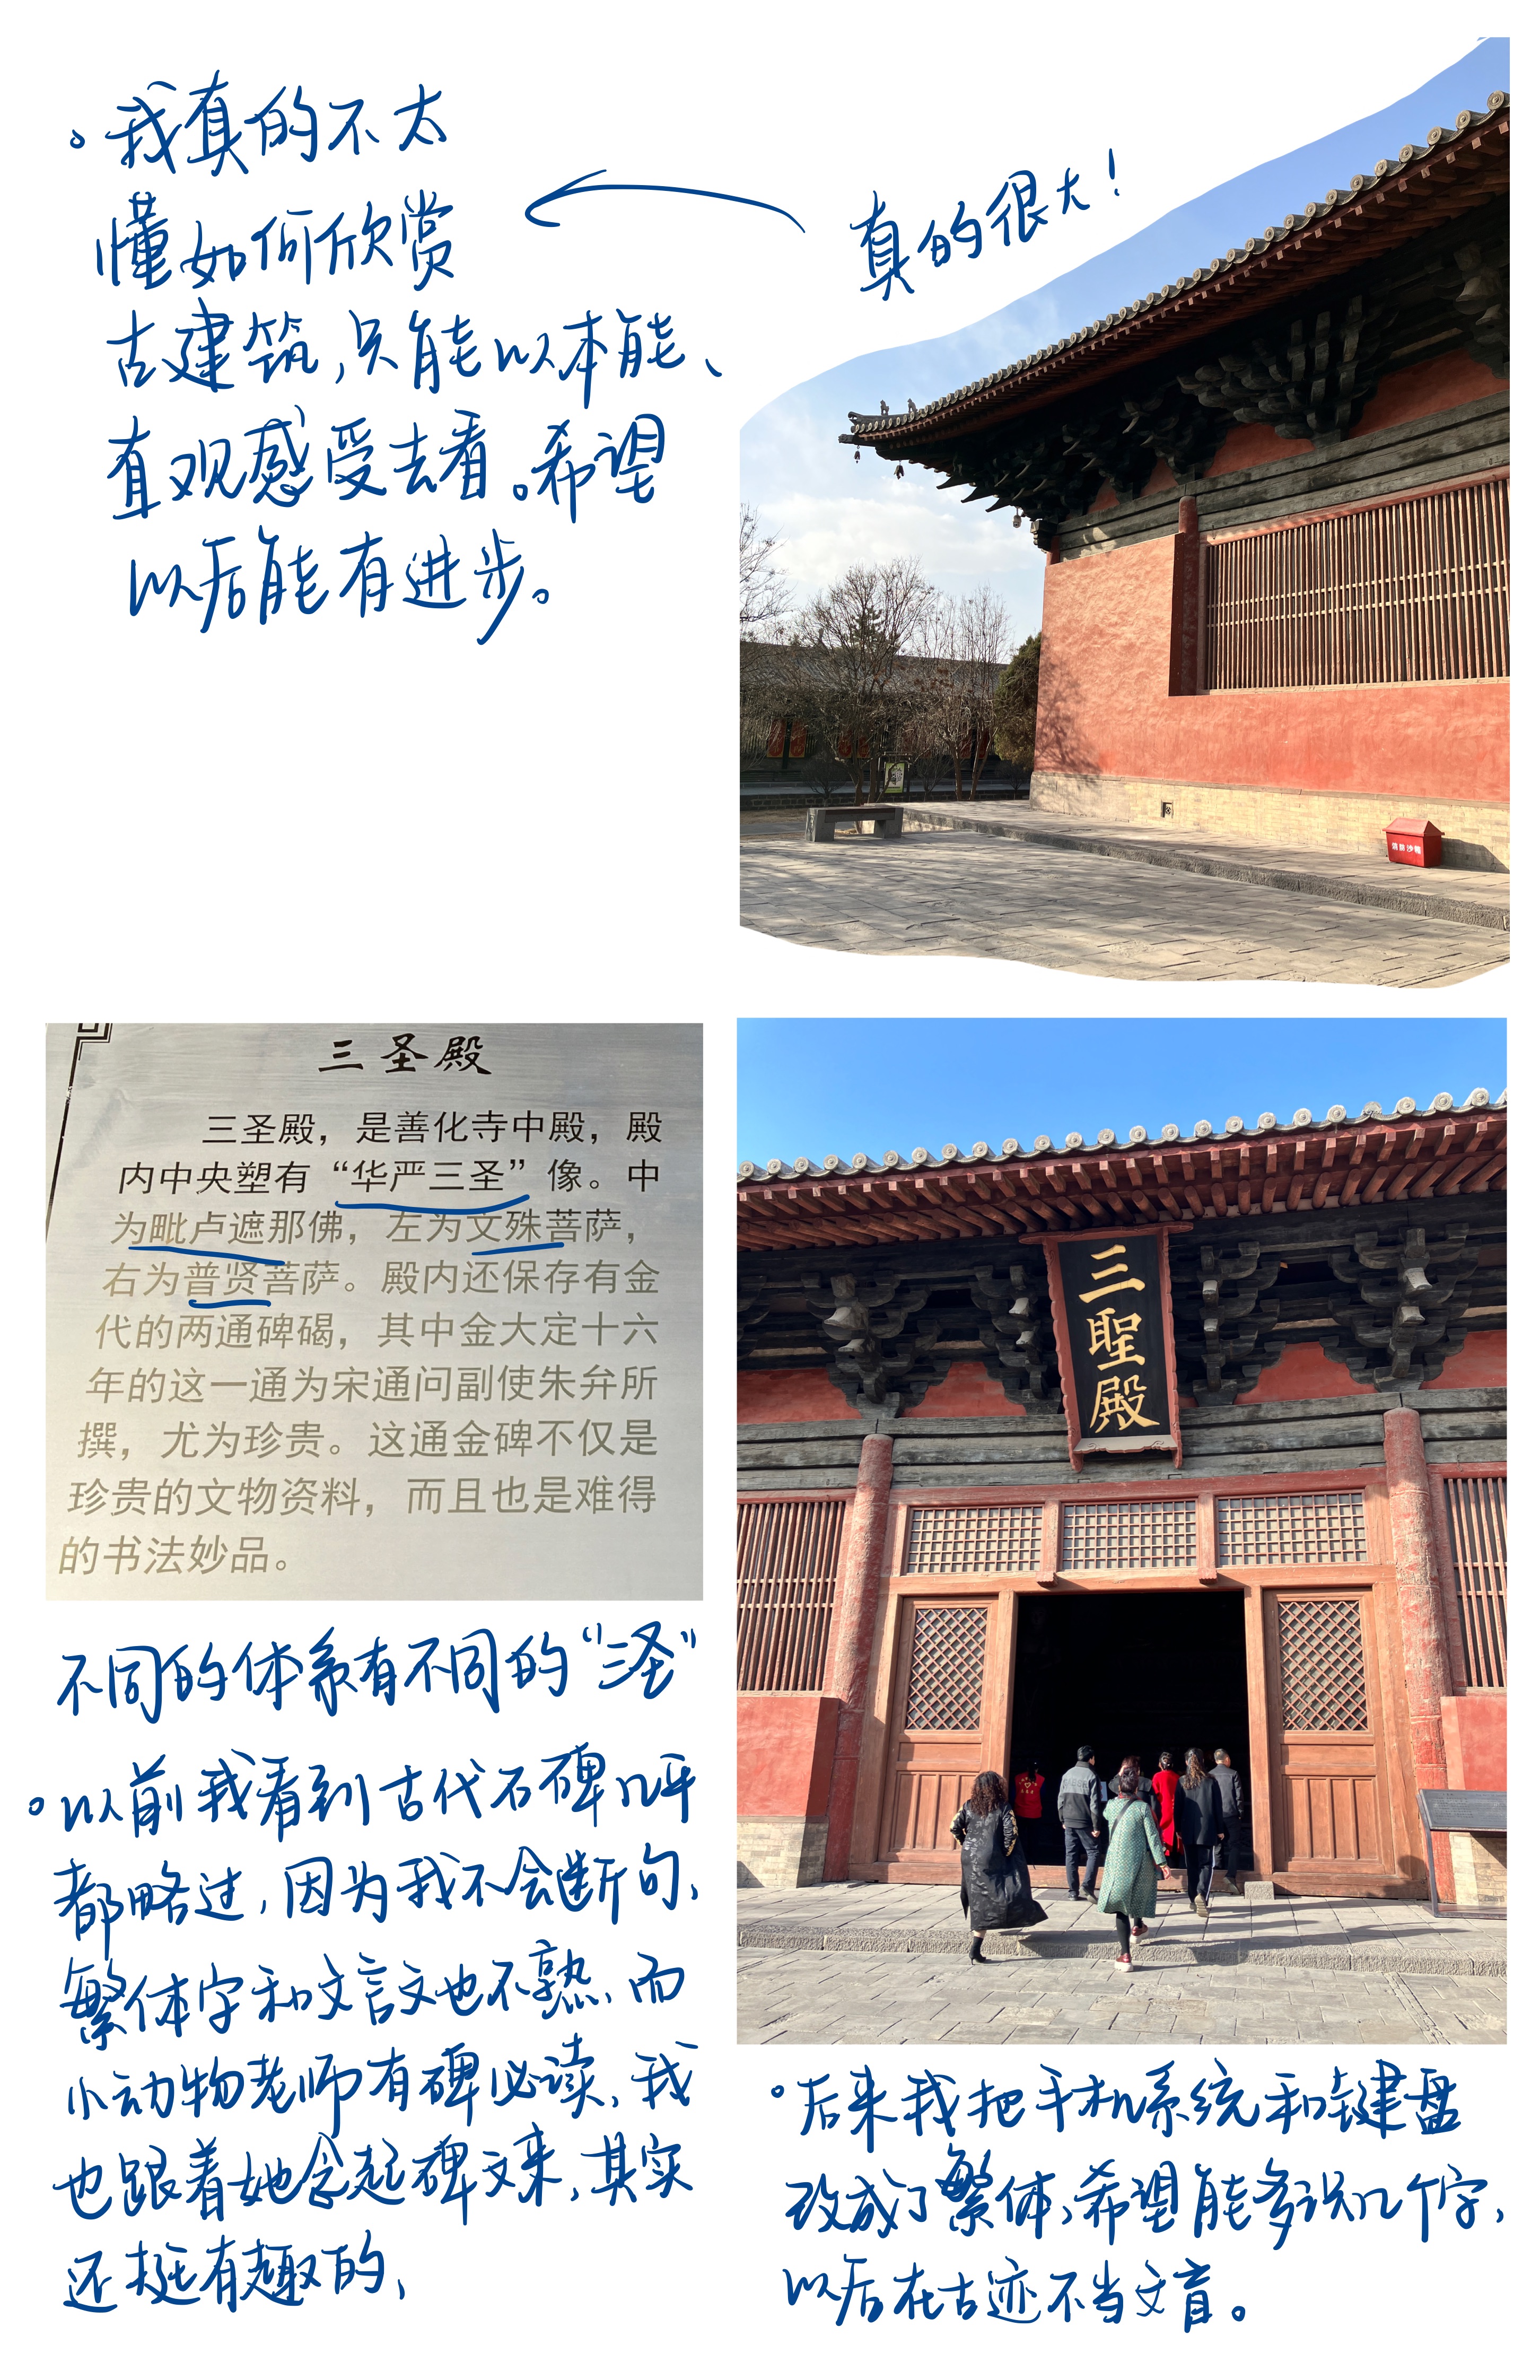 。我真的不太
懂如何欣赏
古建筑,只能以本能、
直观感受去看。希望
以后能有进步。
真的很大!
消防沙箱
三圣殿
三圣殿，是善化寺中殿，殿
内中央塑有“华严三圣”像。中
为毗卢遮那佛，左为文殊菩萨，
右为普贤菩萨。殿内还保存有金
代的两通碑碣，其中金大定十六
年的这一通为宋通问副使朱弁所
撰，尤为珍贵。这通金碑不仅是
珍贵的文物资料，而且也是难得
的书法妙品。
三聖殿
不同的体系有不同的“三圣”
。以前我看到古代石碑几乎
都略过,因为我不会断句,
繁体字和文言文也不熟,而
小动物老师有碑必读,我
也跟着她念起碑文来,其实
还挺有趣的,
。后来我把手机系统和键盘
改成了繁体,希望能多识几个字,
以后在古迹不当文盲。